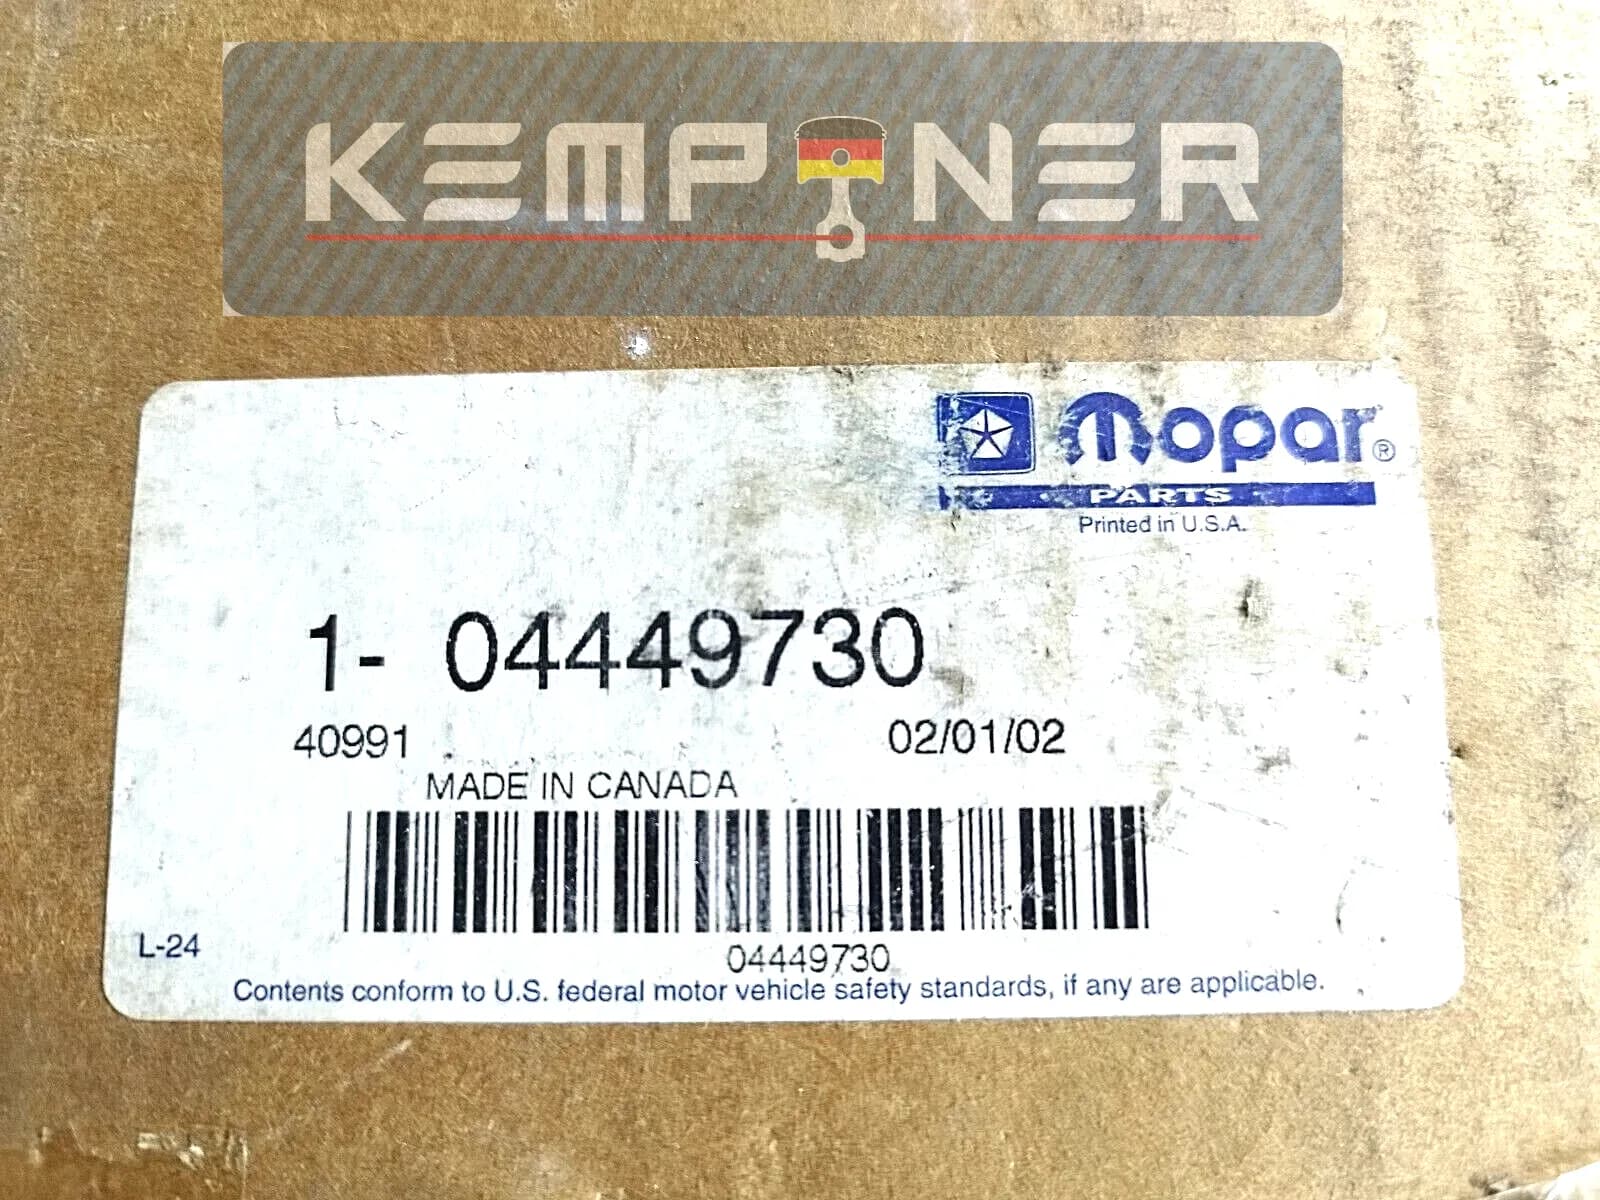 KEMPTNER
Mopar®
PARTS
Printed in U.S.A.
1- 04449730
40991 02/01/02
MADE IN CANADA
04449730
L-24
Contents conform to U.S. federal motor vehicle safety standards, if any are applicable.